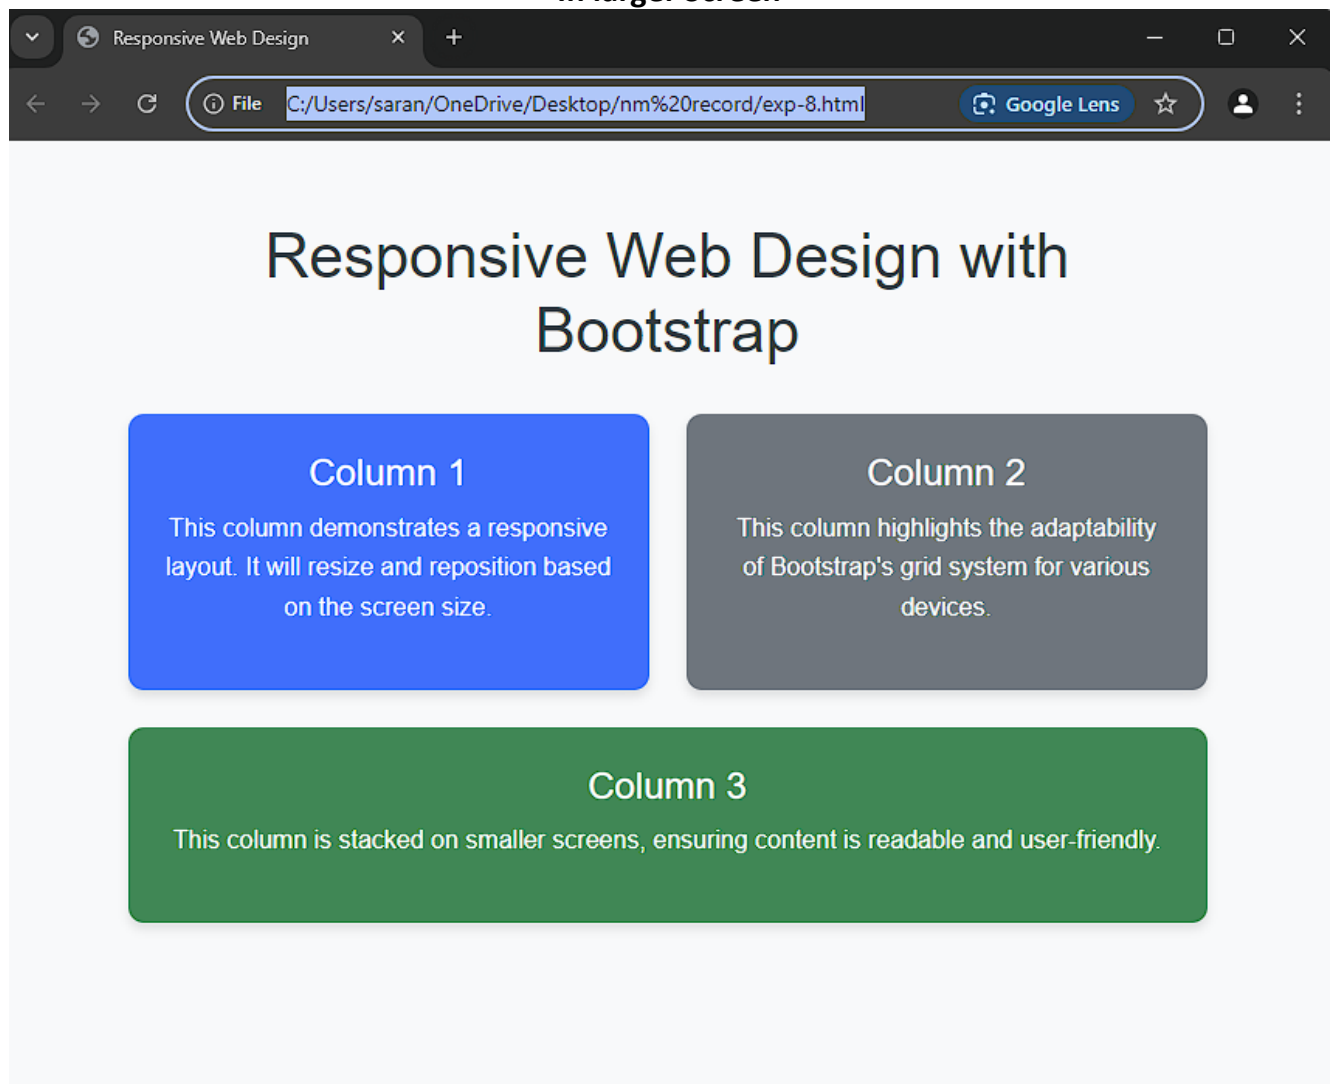 in larger screen
Responsive Web Design
File C:/Users/saran/OneDrive/Desktop/nm%20record/exp-8.html Google Lens
Responsive Web Design with
Bootstrap
Column 1
This column demonstrates a responsive
layout. It will resize and reposition based
on the screen size.
Column 2
This column highlights the adaptability
of Bootstrap's grid system for various
devices.
Column 3
This column is stacked on smaller screens, ensuring content is readable and user-friendly.